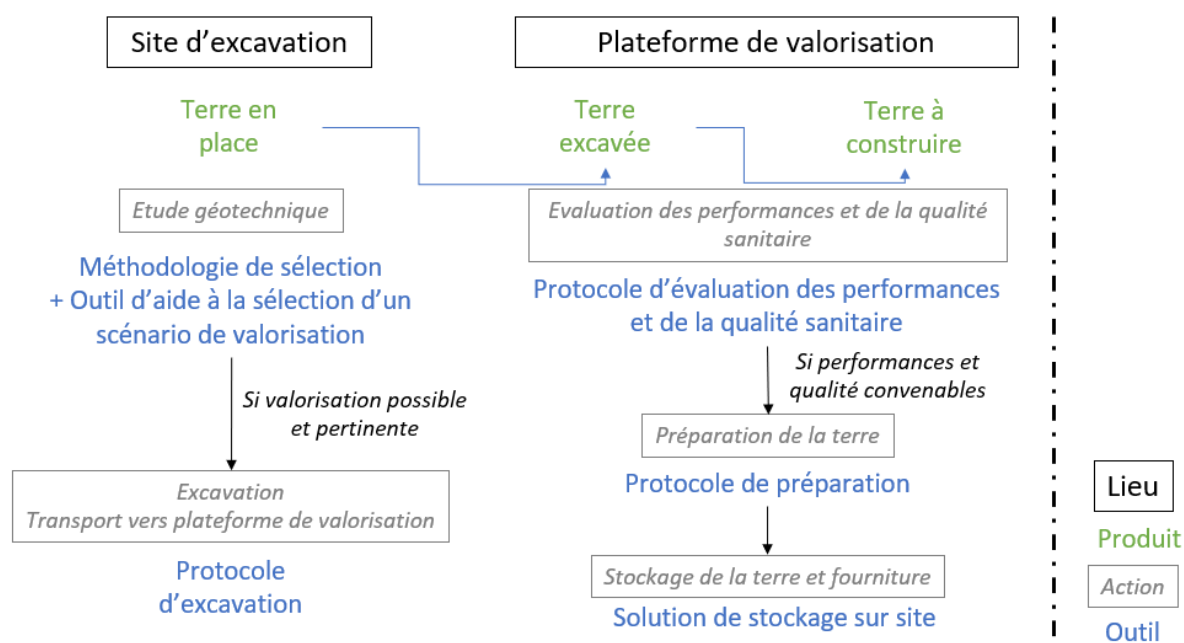 Site d'excavation
Terre en
place
Etude géotechnique
Méthodologie de sélection
+ Outil d'aide à la sélection d'un
scénario de valorisation
Si valorisation possible
et pertinente
Excavation
Transport vers plateforme de valorisation
Protocole
d'excavation
Plateforme de valorisation
Terre
excavée
Terre à
construire
Evaluation des performances et de la qualité
sanitaire
Protocole d'évaluation des performances
et de la qualité sanitaire
Si performances et
qualité convenables
Préparation de la terre
Protocole de préparation
Stockage de la terre et fourniture
Solution de stockage sur site
Lieu
Produit
Action
Outil